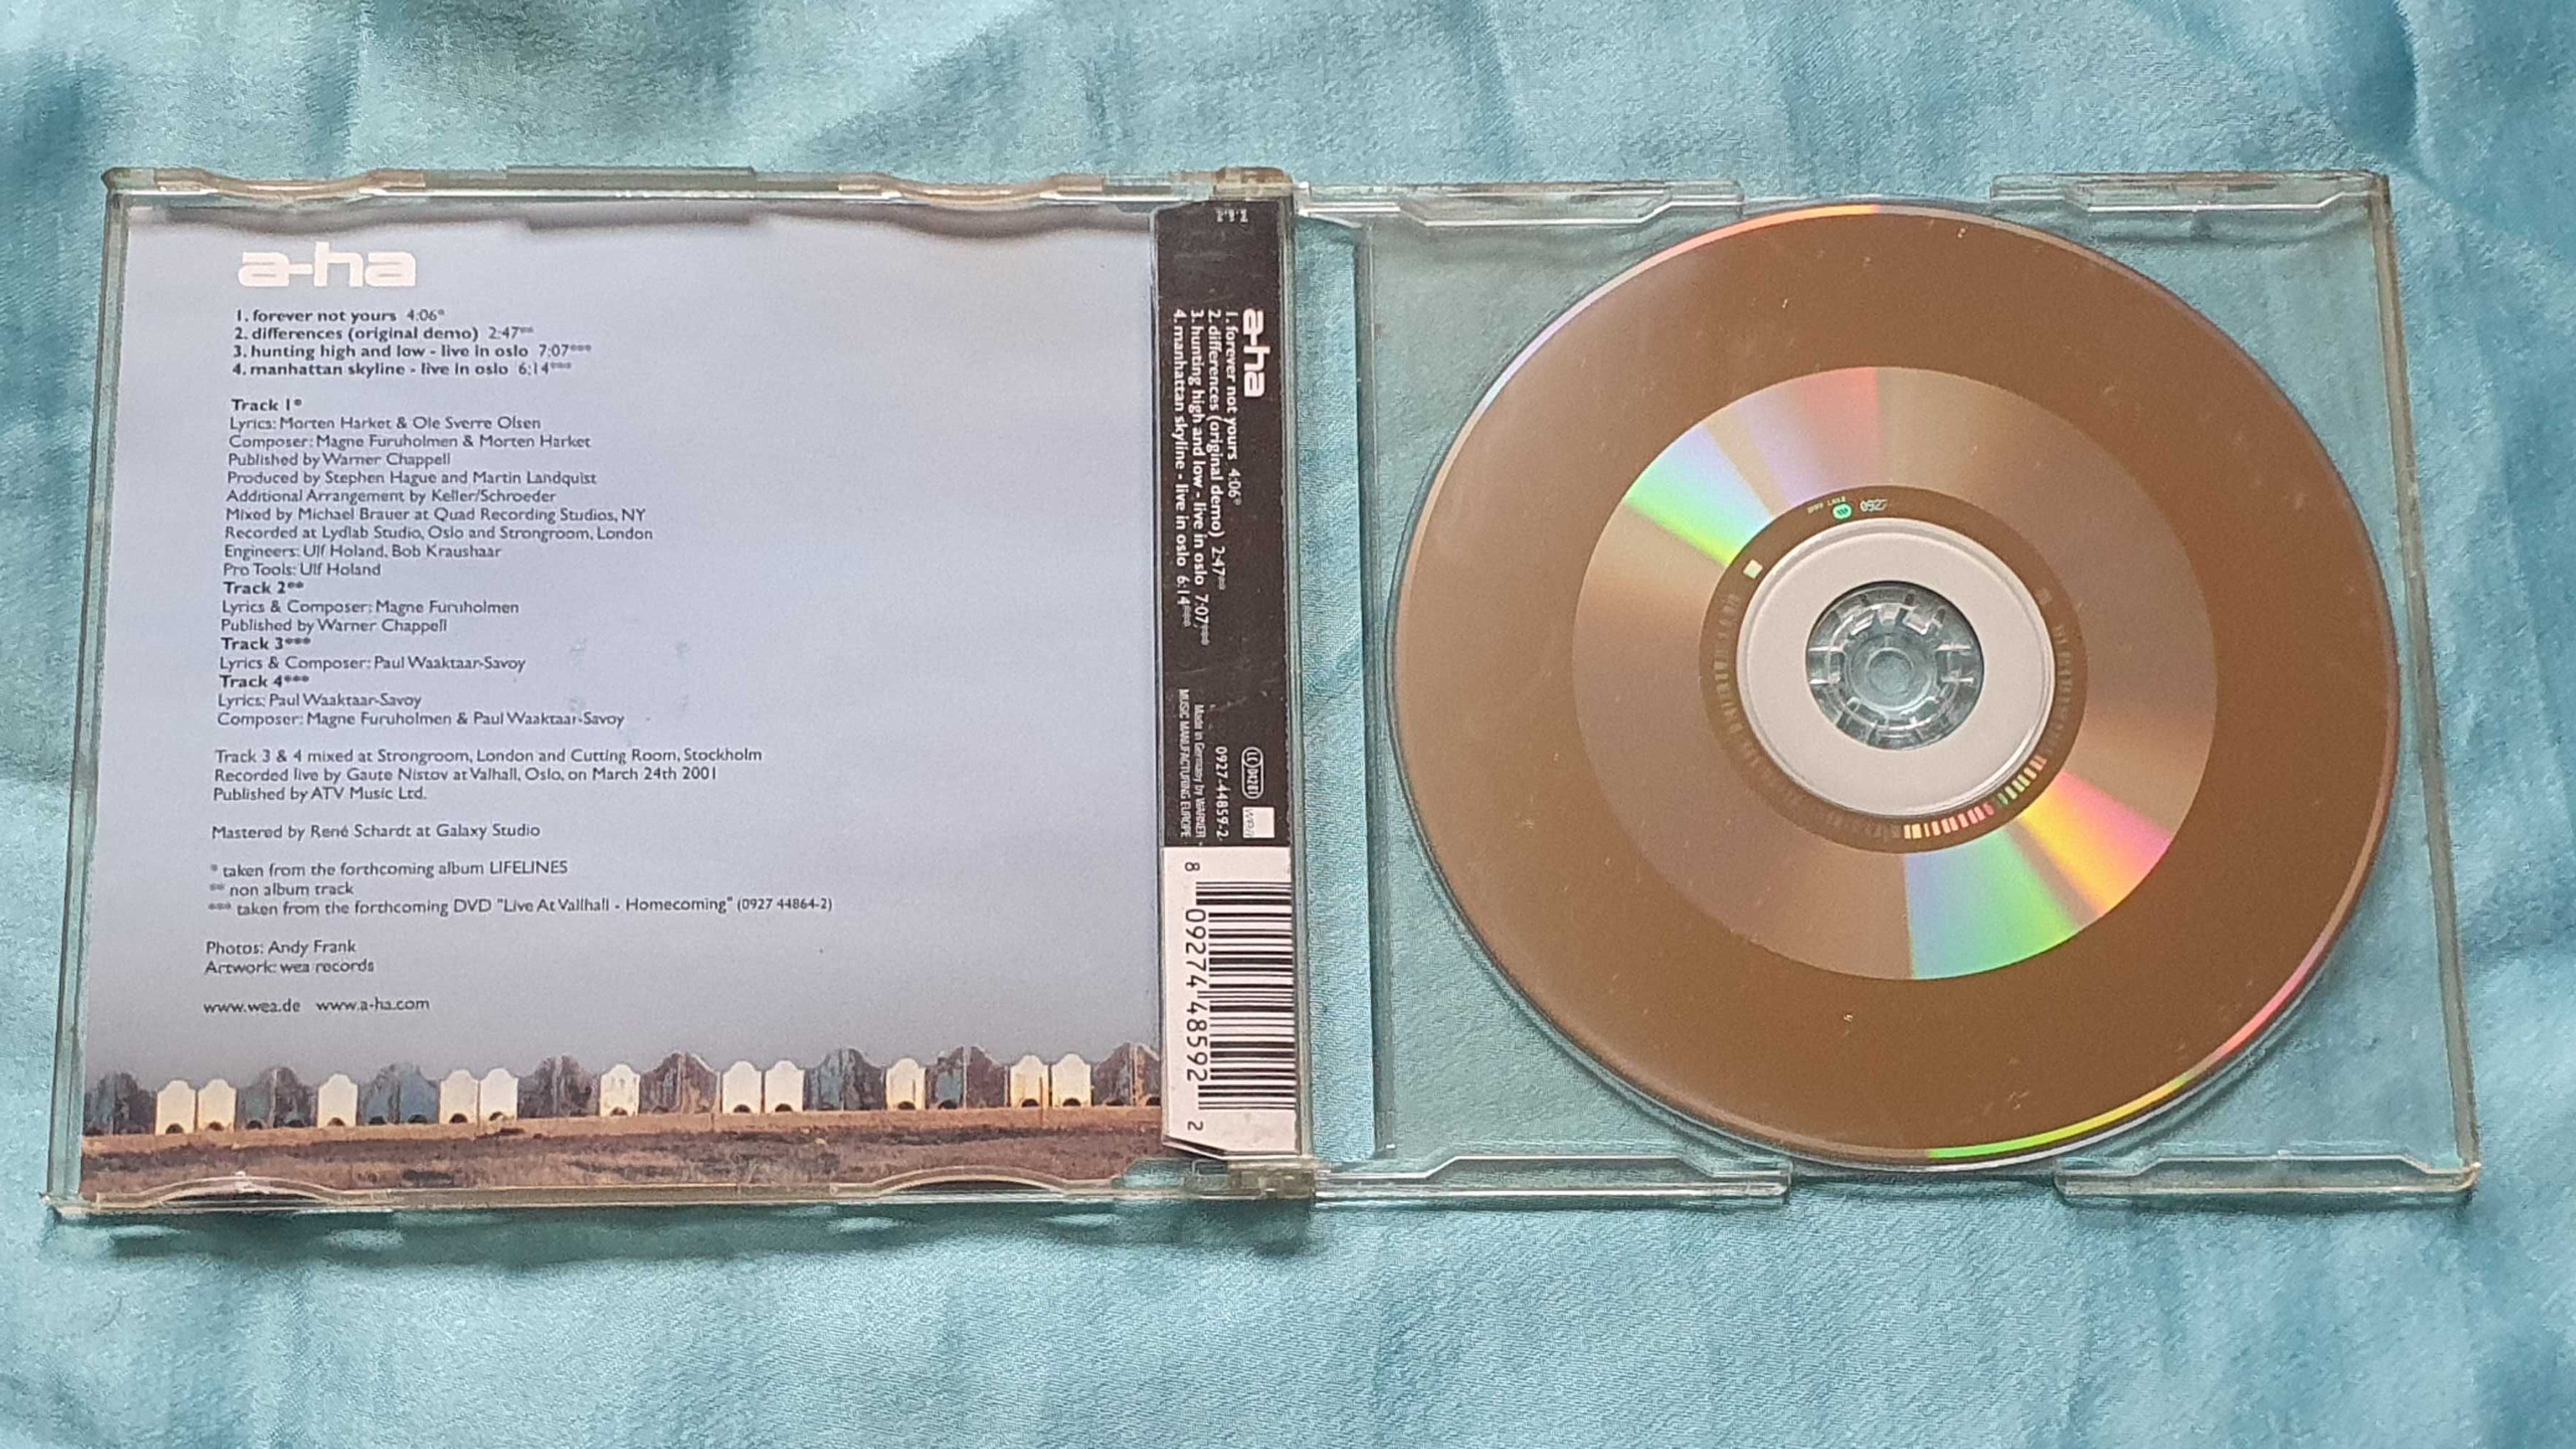 a-ha
1. forever not yours 4:06*
2. differences (original demo) 2:47**
3. hunting high and low - live in oslo 7:07***
4. manhattan skyline - live in oslo 6:14***
Track 1*
Lyrics: Morten Harket & Ole Sverre Olsen
Composer: Magne Furuholmen & Morten Harket
Published by Warner Chappell
Produced by Stephen Hague and Martin Landquist
Additional Arrangement by Keller/Schroeder
Mixed by Michael Brauer at Quad Recording Studios, NY
Recorded at Lydlab Studio, Oslo and Strongroom, London
Engineers: Ulf Holand, Bob Kraushaar
Pro Tools: Ulf Holand
Track 2**
Lyrics & Composer: Magne Furuholmen
Published by Warner Chappell
Track 3***
Lyrics & Composer: Paul Waaktaar-Savoy
Track 4***
Lyrics: Paul Waaktaar-Savoy
Composer: Magne Furuholmen & Paul Waaktaar-Savoy
Track 3 & 4 mixed at Strongroom, London and Cutting Room, Stockholm
Recorded live by Gaute Nistov at Valhall, Oslo, on March 24th 2001
Published by ATV Music Ltd.
Mastered by René Schardt at Galaxy Studio
* taken from the forthcoming album LIFELINES
** non album track
*** taken from the forthcoming DVD "Live At Vallhall - Homecoming" (0927 44864-2)
Photos: Andy Frank
Artwork: wea records
www.wea.de www.a-ha.com
a-ha
1. forever not yours 4:06*
2. differences (original demo) 2:47**
3. hunting high and low - live in oslo 7:07***
4. manhattan skyline - live in oslo 6:14***
LC 04281
wea
0927-44859-2
Made in Germany by WARNER
MUSIC MANUFACTURING EUROPE
8 09274 48592 2